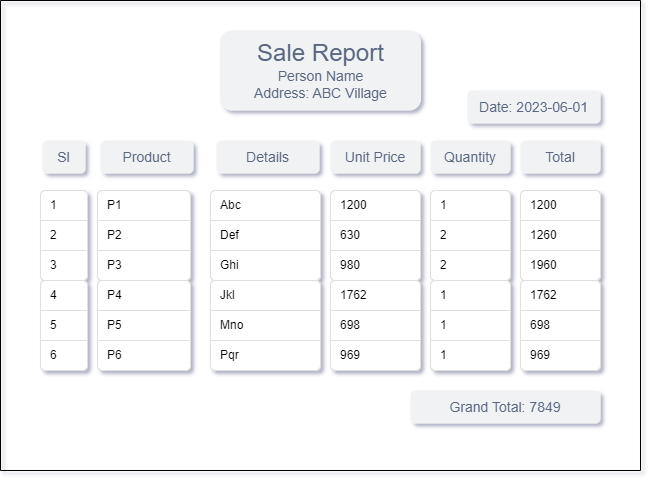 Sale Report
Person Name
Address: ABC Village
Date: 2023-06-01
Sl Product Details Unit Price Quantity Total
1 P1 Abc 1200 1 1200
2 P2 Def 630 2 1260
3 P3 Ghi 980 2 1960
4 P4 Jkl 1762 1 1762
5 P5 Mno 698 1 698
6 P6 Pqr 969 1 969
Grand Total: 7849